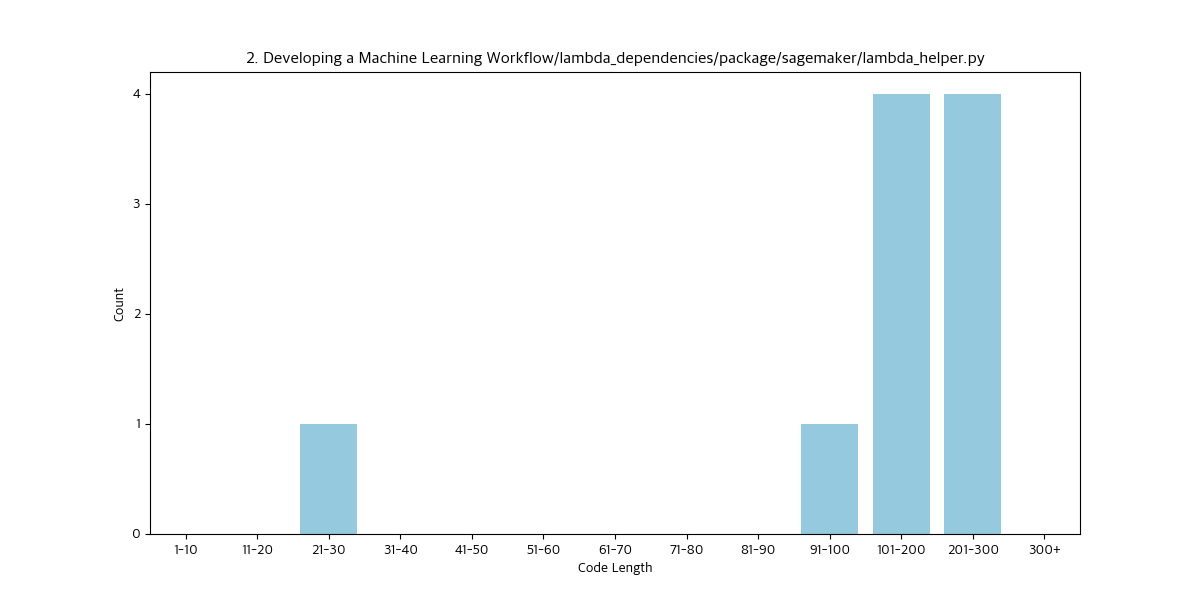 2. Developing a Machine Learning Workflow/lambda_dependencies/package/sagemaker/lambda_helper.py
4
3
2
1
0
Count
1-10 11-20 21-30 31-40 41-50 51-60 61-70 71-80 81-90 91-100 101-200 201-300 300+
Code Length